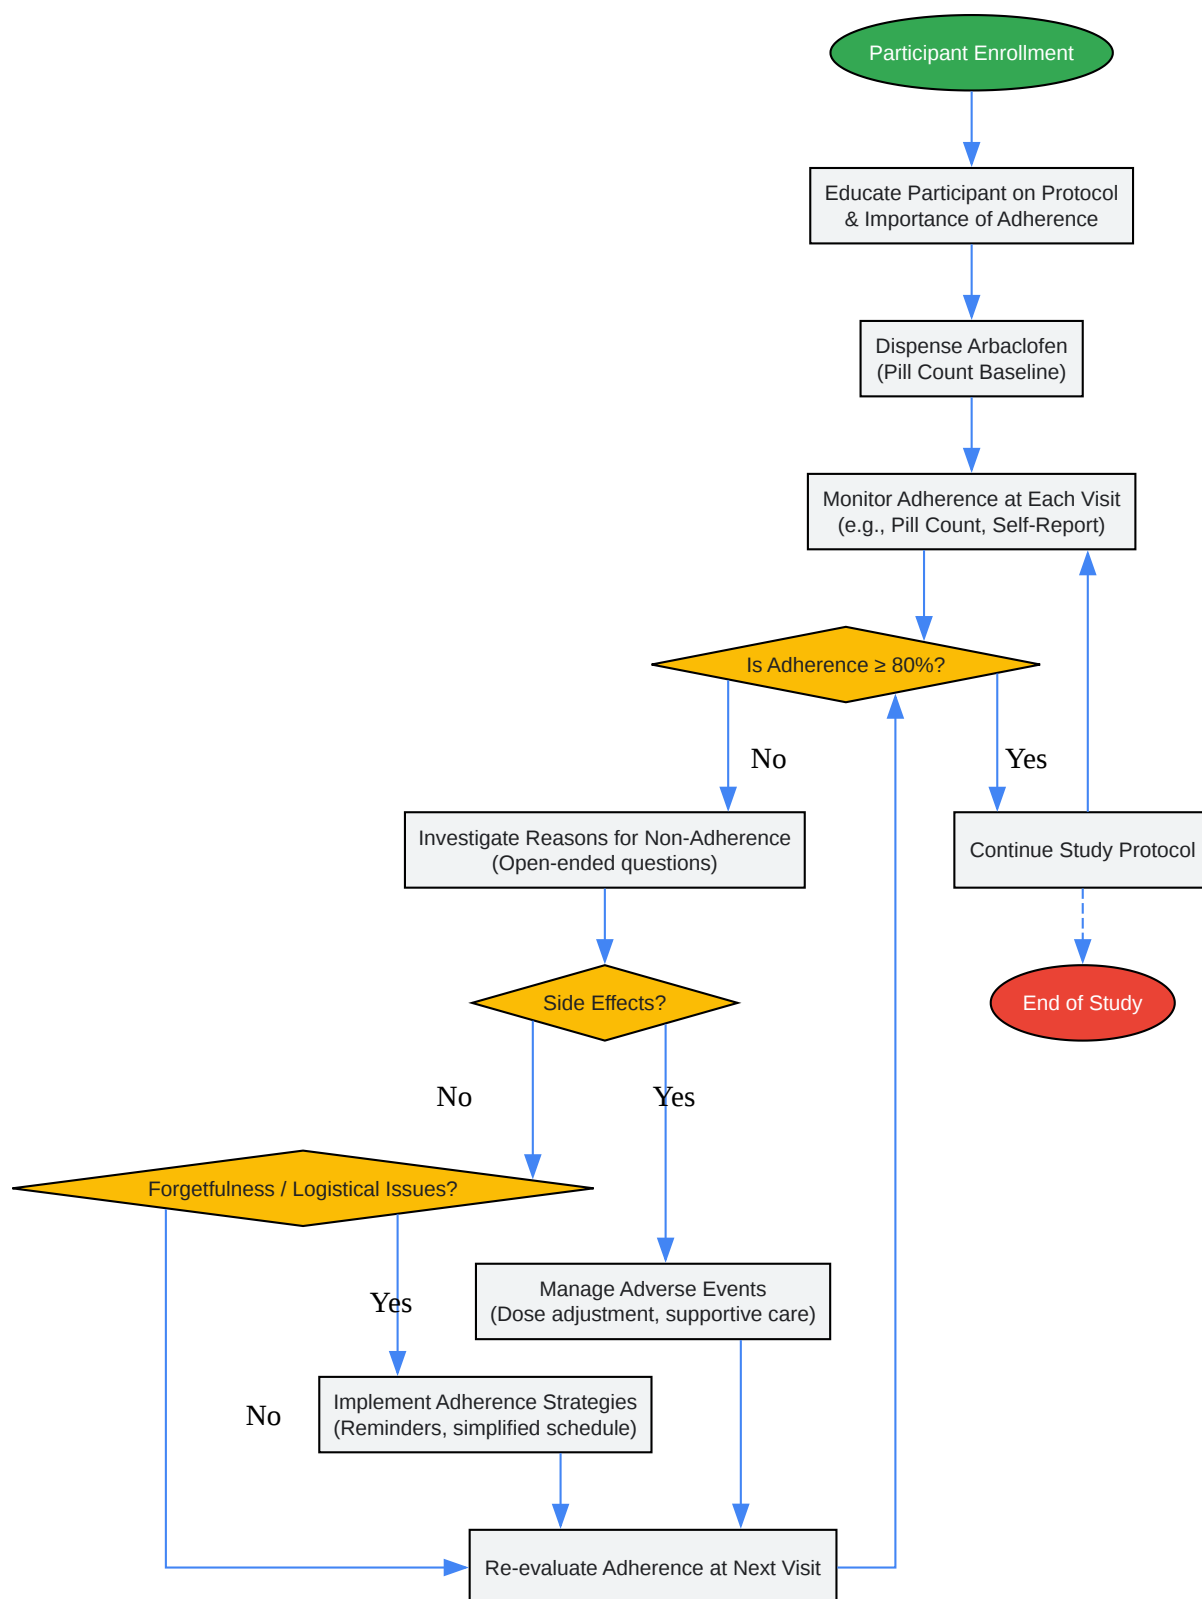 Participant Enrollment
Educate Participant on Protocol
& Importance of Adherence
Dispense Arbaclofen
(Pill Count Baseline)
Monitor Adherence at Each Visit
(e.g., Pill Count, Self-Report)
Is Adherence ≥ 80%?
No
Yes
Investigate Reasons for Non-Adherence
(Open-ended questions)
Continue Study Protocol
Side Effects?
End of Study
No
Yes
Forgetfulness / Logistical Issues?
Manage Adverse Events
(Dose adjustment, supportive care)
Yes
Implement Adherence Strategies
(Reminders, simplified schedule)
No
Re-evaluate Adherence at Next Visit